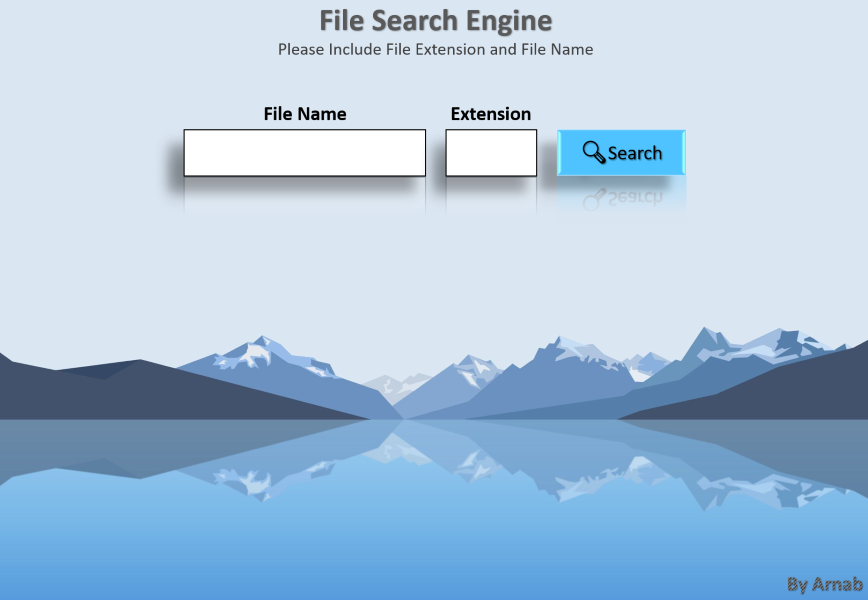 File Search Engine
Please Include File Extension and File Name
File Name Extension
Search
By Arnab